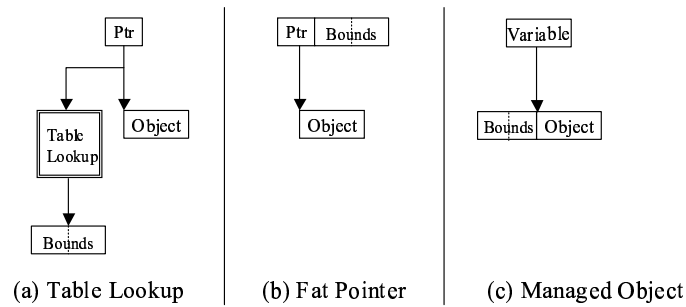 Ptr
Table
Lookup
Object
Bounds
(a) Table Lookup
Ptr Bounds
Object
(b) Fat Pointer
Variable
Bounds Object
(c) Managed Object